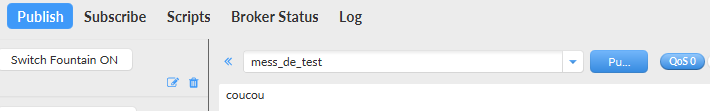 Publish Subscribe Scripts Broker Status Log
Switch Fountain ON
mess_de_test Pu... QoS 0
coucou